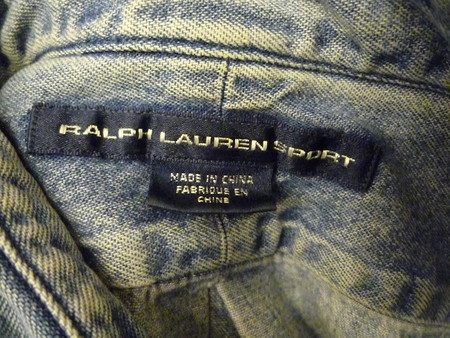 RALPH LAUREN SPORT
MADE IN CHINA
FABRIQUE EN
CHINE